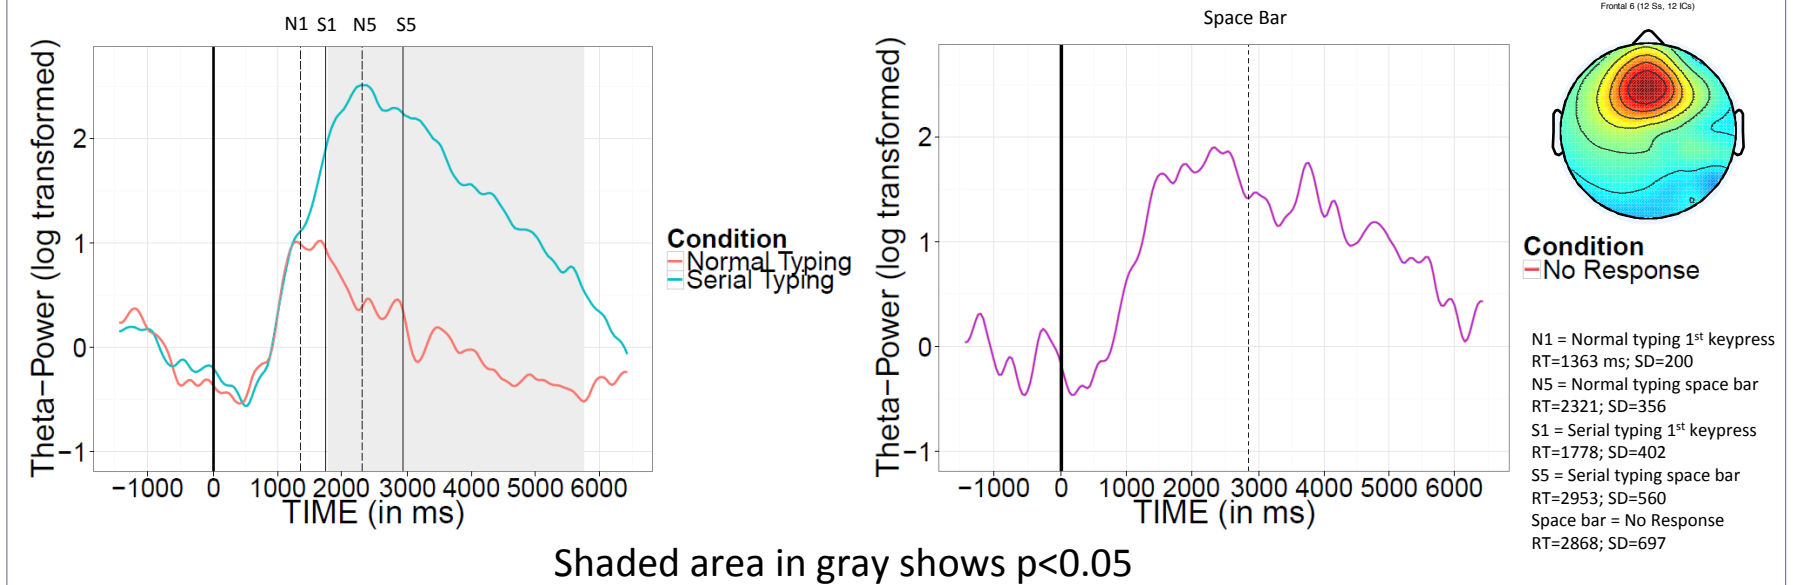 N1 S1 N5 S5
Theta−Power (log transformed)
2
1
0
−1
−1000 0 1000 2000 3000 4000 5000 6000
TIME (in ms)
Condition
Normal Typing
Serial Typing
Space Bar
Theta−Power (log transformed)
2
1
0
−1
−1000 0 1000 2000 3000 4000 5000 6000
TIME (in ms)
Frontal 6 (12 Ss, 12 ICs)
Condition
No Response
N1 = Normal typing 1st keypress
RT=1363 ms; SD=200
N5 = Normal typing space bar
RT=2321; SD=356
S1 = Serial typing 1st keypress
RT=1778; SD=402
S5 = Serial typing space bar
RT=2953; SD=560
Space bar = No Response
RT=2868; SD=697
Shaded area in gray shows p<0.05